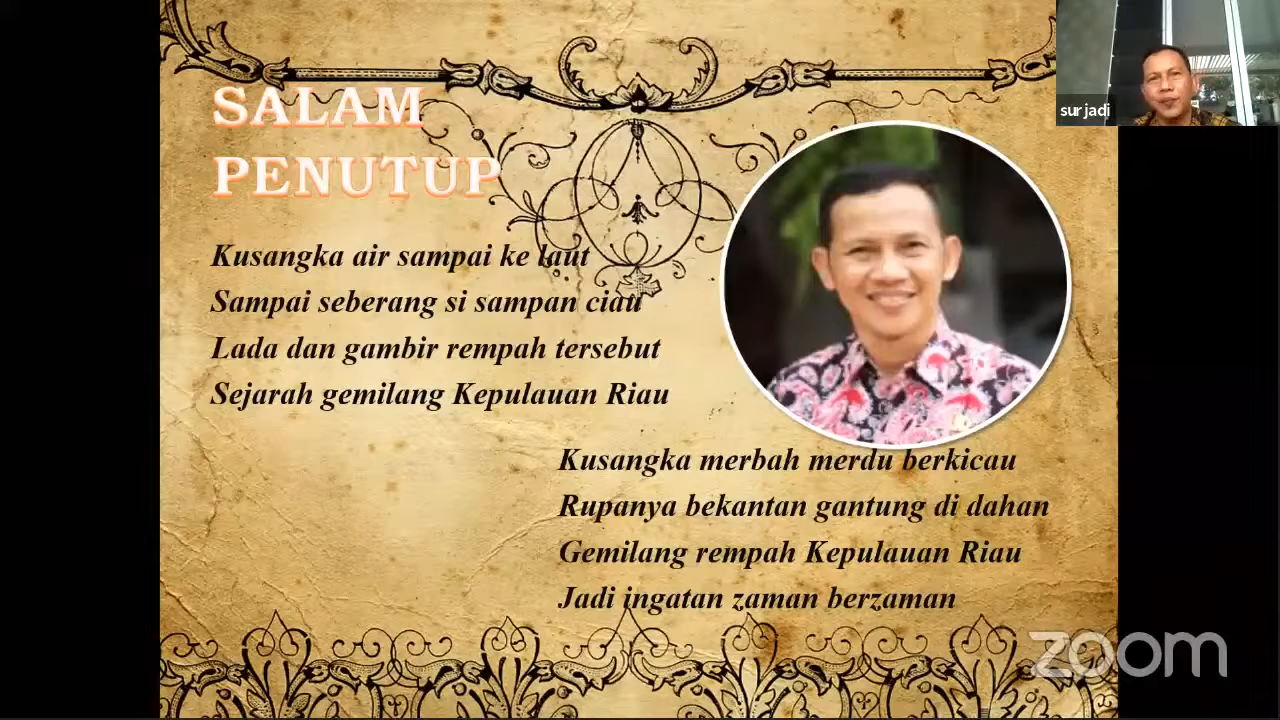 SALAM
PENUTUP
surjadi
Kusangka air sampai ke laut
Sampai seberang si sampan ciau
Lada dan gambir rempah tersebut
Sejarah gemilang Kepulauan Riau
Kusangka merbah merdu berkicau
Rupanya bekantan gantung di dahan
Gemilang rempah Kepulauan Riau
Jadi ingatan zaman berzaman
zoom